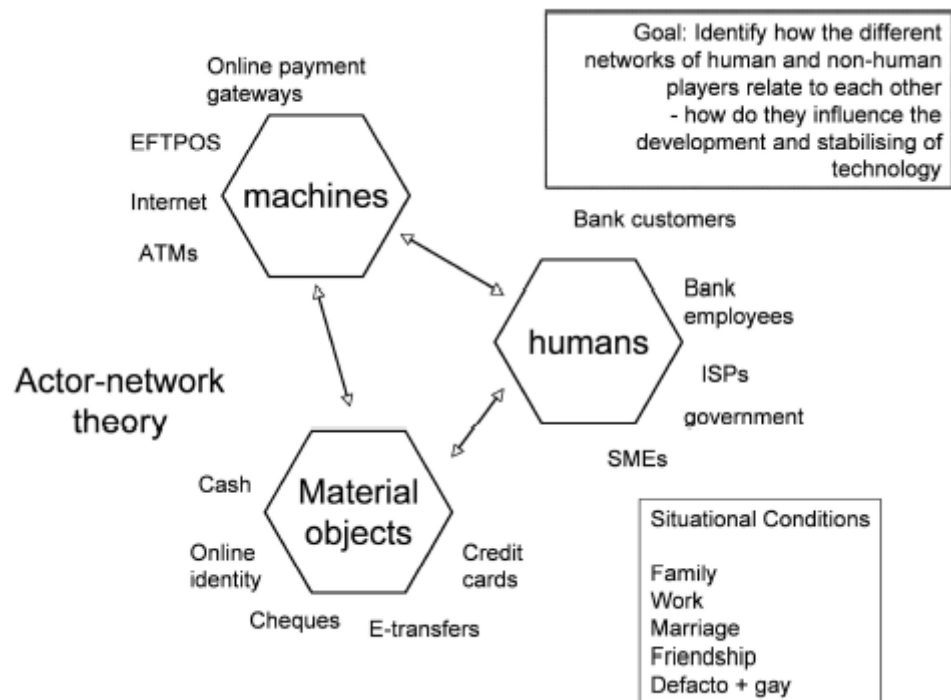 Goal: Identify how the different
networks of human and non-human
players relate to each other
- how do they influence the
development and stabilising of
technology
Online payment
gateways
EFTPOS
machines
Internet
ATMs
Bank customers
Bank
employees
humans
ISPs
government
SMEs
Actor-network
theory
Cash
Material
objects
Online
identity
Credit
cards
Cheques
E-transfers
Situational Conditions
Family
Work
Marriage
Friendship
Defacto + gay